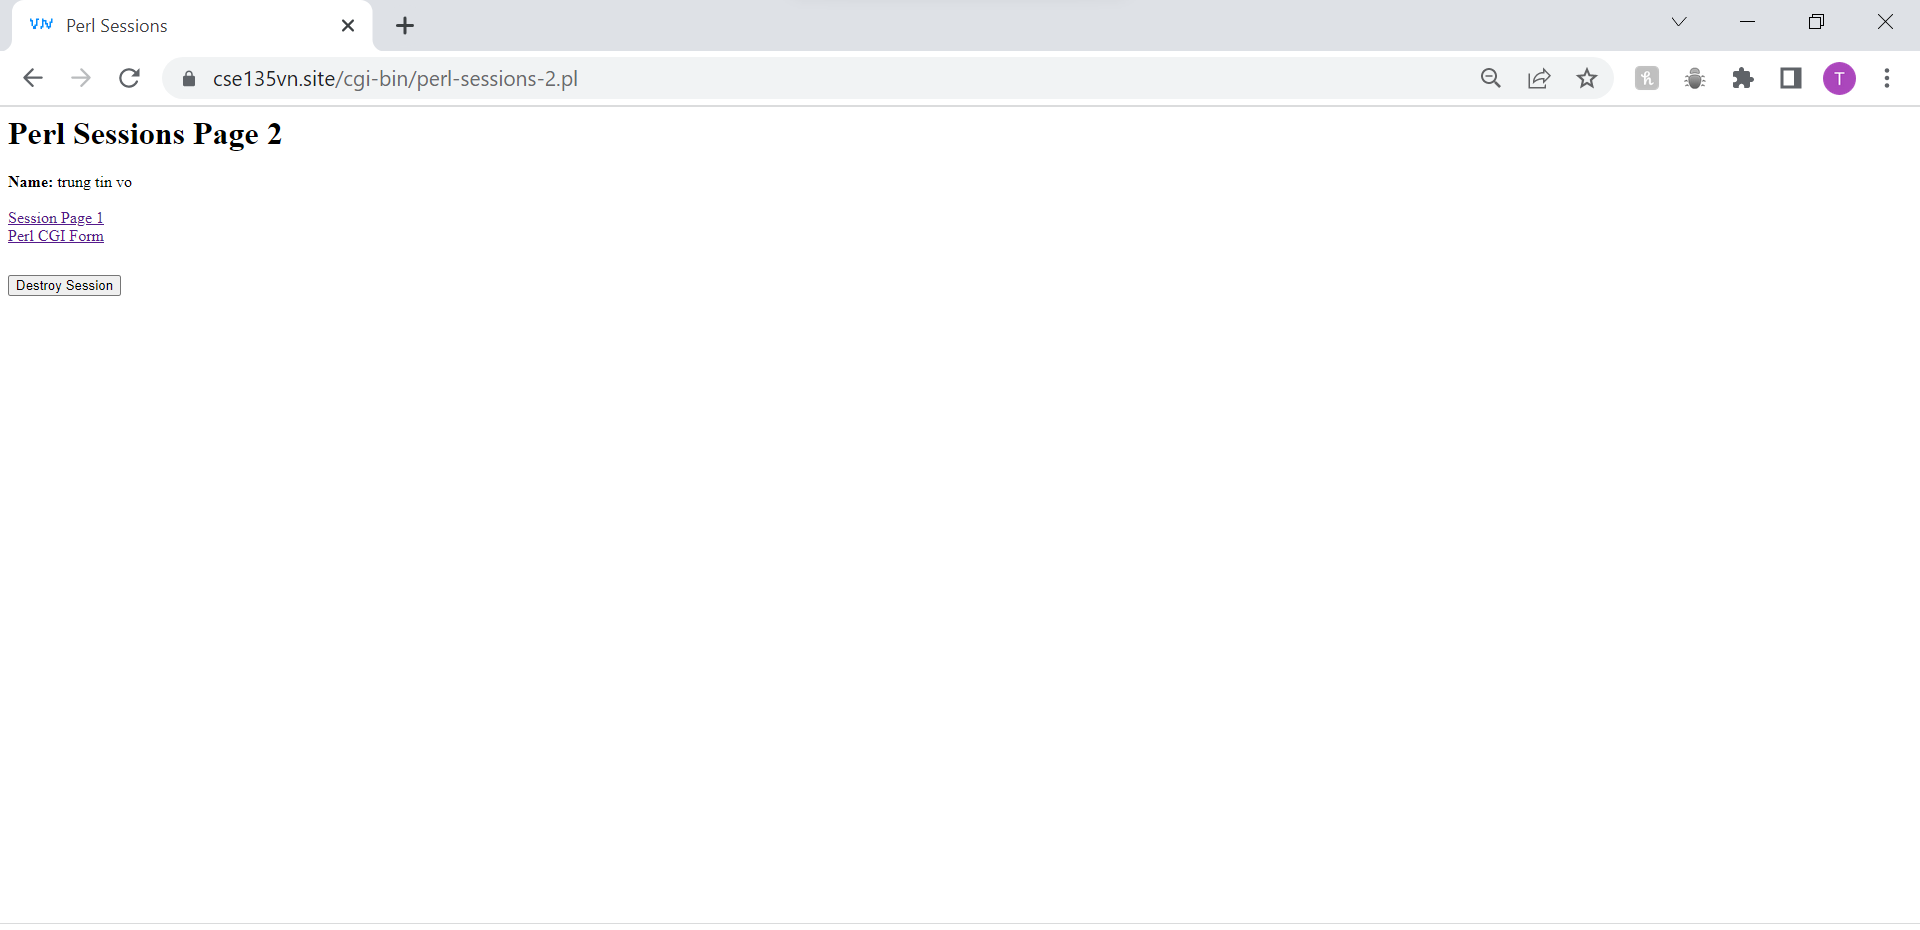 Perl Sessions
cse135vn.site/cgi-bin/perl-sessions-2.pl
T
Perl Sessions Page 2
Name: trung tin vo
Session Page 1
Perl CGI Form
Destroy Session